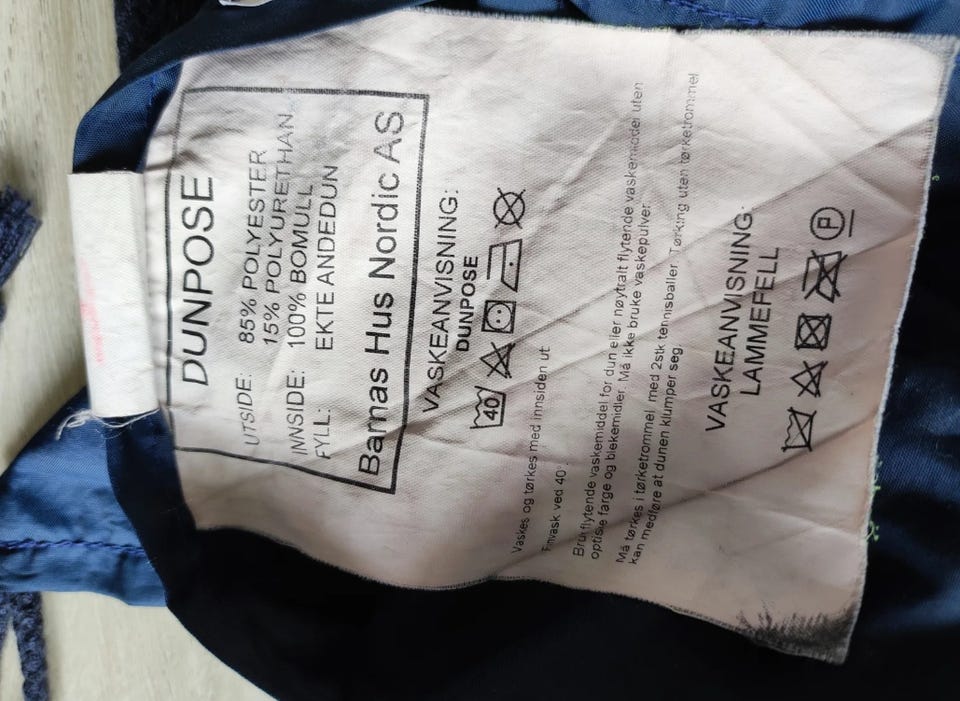 DUNPOSE
UTSIDE: 85% POLYESTER
15% POLYURETHAN
INNSIDE: 100% BOMULL
FYLL: EKTE ANDEDUN
Bamas Hus Nordic AS
VASKEANVISNING:
DUNPOSE
40
Vaskes og tørkes med innsiden ut
Finvask ved 40°
Bruk flytende vaskemiddel for dun eller nøytralt flytende vaskemiddel uten
optiske farge og blekemidler. Må ikke bruke vaskepulver
Må tørkes i tørketrommel med 2stk tennisballer. Tørking uten tørketrommel
kan medføre at dunen klumper seg.
VASKEANVISNING:
LAMMEFELL
P